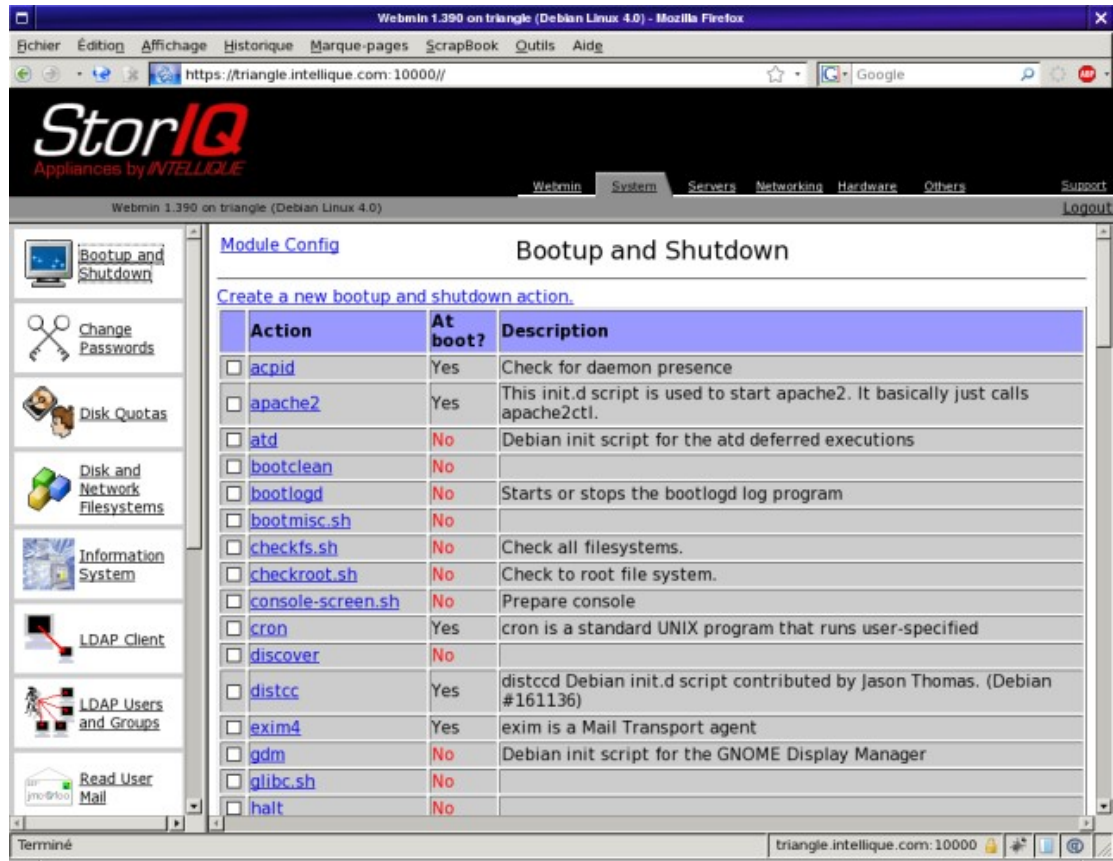 Webmin 1.390 on triangle (Debian Linux 4.0) - Mozilla Firefox
Fichier Édition Affichage Historique Marque-pages ScrapBook Outils Aide
https://triangle.intellique.com:10000//
Google
ABP
StorIQ
Appliances by INTELLIQUE
Webmin System Servers Networking Hardware Others Support
Webmin 1.390 on triangle (Debian Linux 4.0)
Logout
Bootup and
Shutdown
Change
Passwords
Disk Quotas
Disk and
Network
Filesystems
Information
System
LDAP Client
LDAP Users
and Groups
Read User
Mail
Module Config
Bootup and Shutdown
Create a new bootup and shutdown action.
Action At boot? Description
acpid Yes Check for daemon presence
apache2 Yes This init.d script is used to start apache2. It basically just calls
apache2ctl.
atd No Debian init script for the atd deferred executions
bootclean No
bootlogd No Starts or stops the bootlogd log program
bootmisc.sh No
checkfs.sh No Check all filesystems.
checkroot.sh No Check to root file system.
console-screen.sh No Prepare console
cron Yes cron is a standard UNIX program that runs user-specified
discover No
distcc Yes distccd Debian init.d script contributed by Jason Thomas. (Debian
#161136)
exim4 Yes exim is a Mail Transport agent
gdm No Debian init script for the GNOME Display Manager
glibc.sh No
halt No
Terminé
triangle.intellique.com:10000